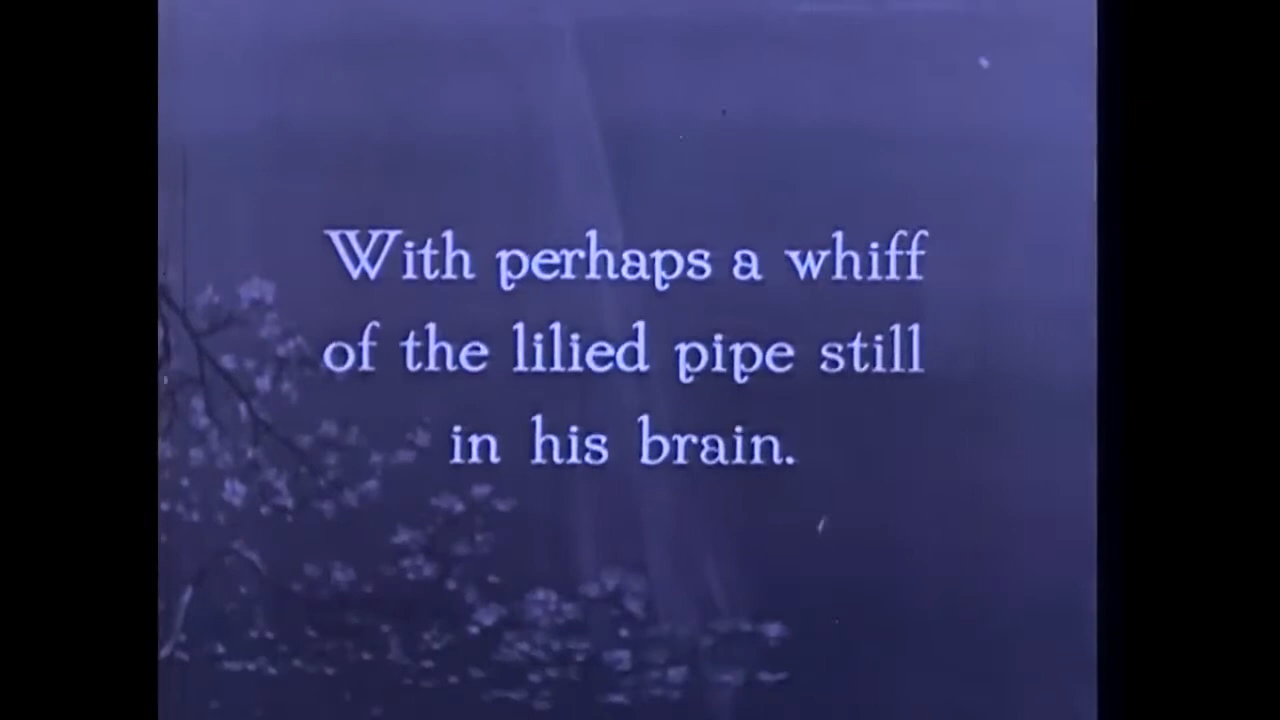 With perhaps a whiff
of the lilied pipe still
in his brain.